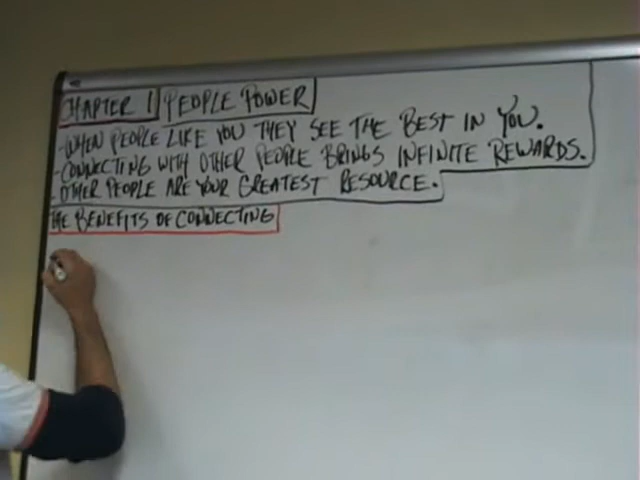 CHAPTER 1 PEOPLE POWER
-WHEN PEOPLE LIKE YOU THEY SEE THE BEST IN YOU.
-CONNECTING WITH OTHER PEOPLE BRINGS INFINITE REWARDS.
-OTHER PEOPLE ARE YOUR GREATEST RESOURCE.
THE BENEFITS OF CONNECTING